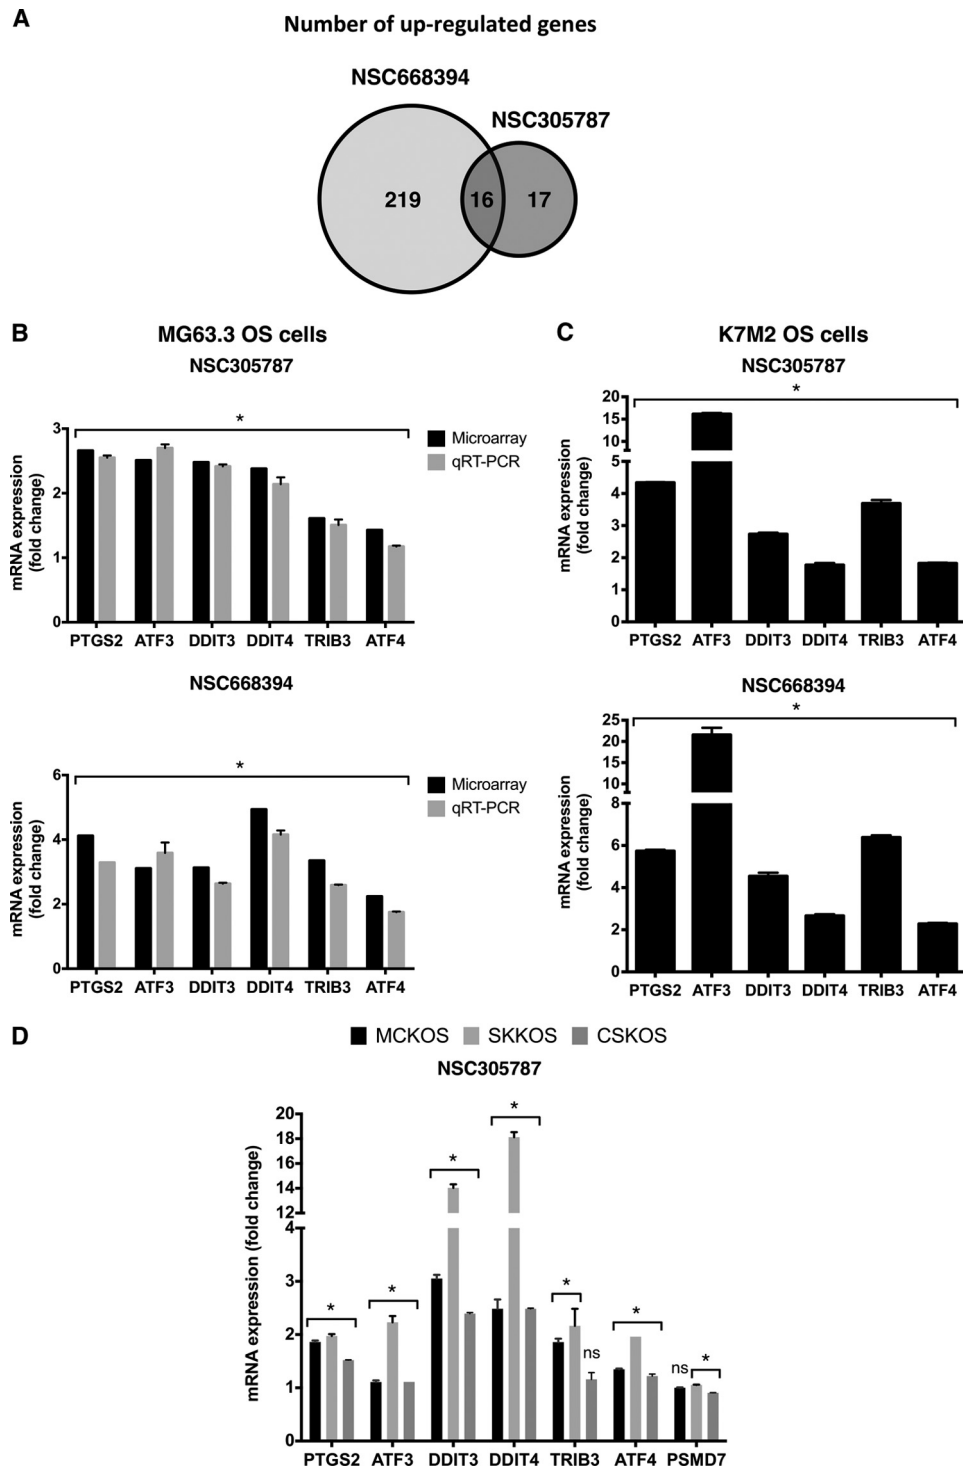 A
Number of up-regulated genes
NSC668394
NSC305787
219 16 17
B
MG63.3 OS cells
NSC305787
*
3
2
1
0
mRNA expression
(fold change)
Microarray
qRT-PCR
PTGS2 ATF3 DDIT3 DDIT4 TRIB3 ATF4
NSC668394
*
6
4
2
0
mRNA expression
(fold change)
Microarray
qRT-PCR
PTGS2 ATF3 DDIT3 DDIT4 TRIB3 ATF4
C
K7M2 OS cells
NSC305787
*
20
15
10
5
4
3
2
1
0
mRNA expression
(fold change)
PTGS2 ATF3 DDIT3 DDIT4 TRIB3 ATF4
NSC668394
*
25
20
15
10
8
6
4
2
0
mRNA expression
(fold change)
PTGS2 ATF3 DDIT3 DDIT4 TRIB3 ATF4
D
MCKOS SKKOS CSKOS
NSC305787
20
18
16
14
12
4
3
2
1
0
mRNA expression (fold change)
* * * * * ns * ns *
PTGS2 ATF3 DDIT3 DDIT4 TRIB3 ATF4 PSMD7